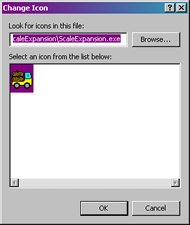 Change Icon
Look for icons in this file:
caleExpansion\ScaleExpansion.exe
Browse...
Select an icon from the list below:
OK
Cancel